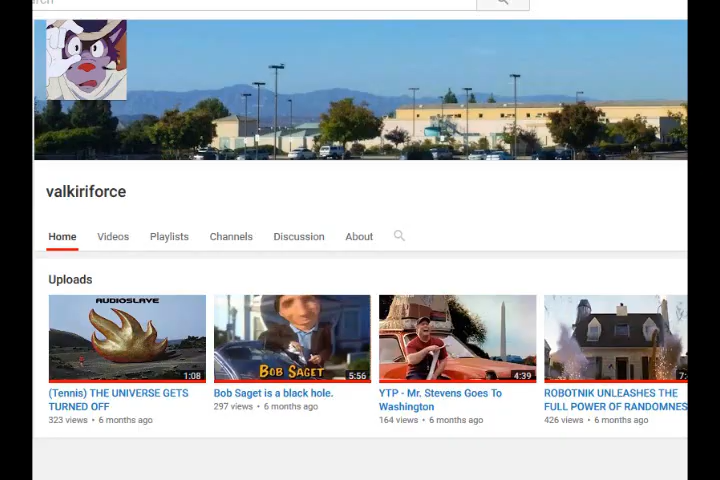 valkiriforce
Home Videos Playlists Channels Discussion About
Uploads
AUDIOSLAVE
1:08
BOB SAGET
5:56
4:39
7:
(Tennis) THE UNIVERSE GETS
TURNED OFF
323 views • 6 months ago
Bob Saget is a black hole.
297 views • 6 months ago
YTP - Mr. Stevens Goes To
Washington
164 views • 6 months ago
ROBOTNIK UNLEASHES THE
FULL POWER OF RANDOMNES
426 views • 6 months ago